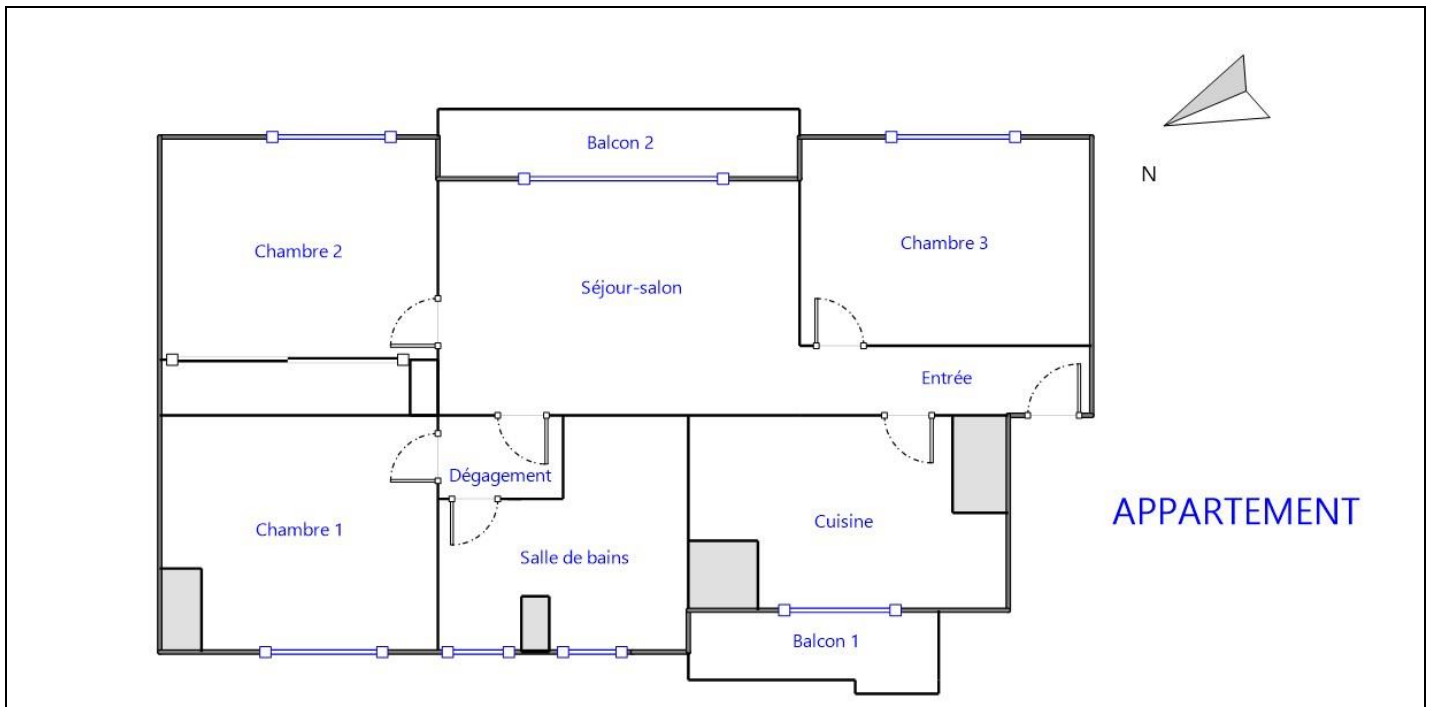 Balcon 2
N
Chambre 2
Chambre 3
Séjour-salon
Entrée
Dégagement
Chambre 1
Cuisine
APPARTEMENT
Salle de bains
Balcon 1